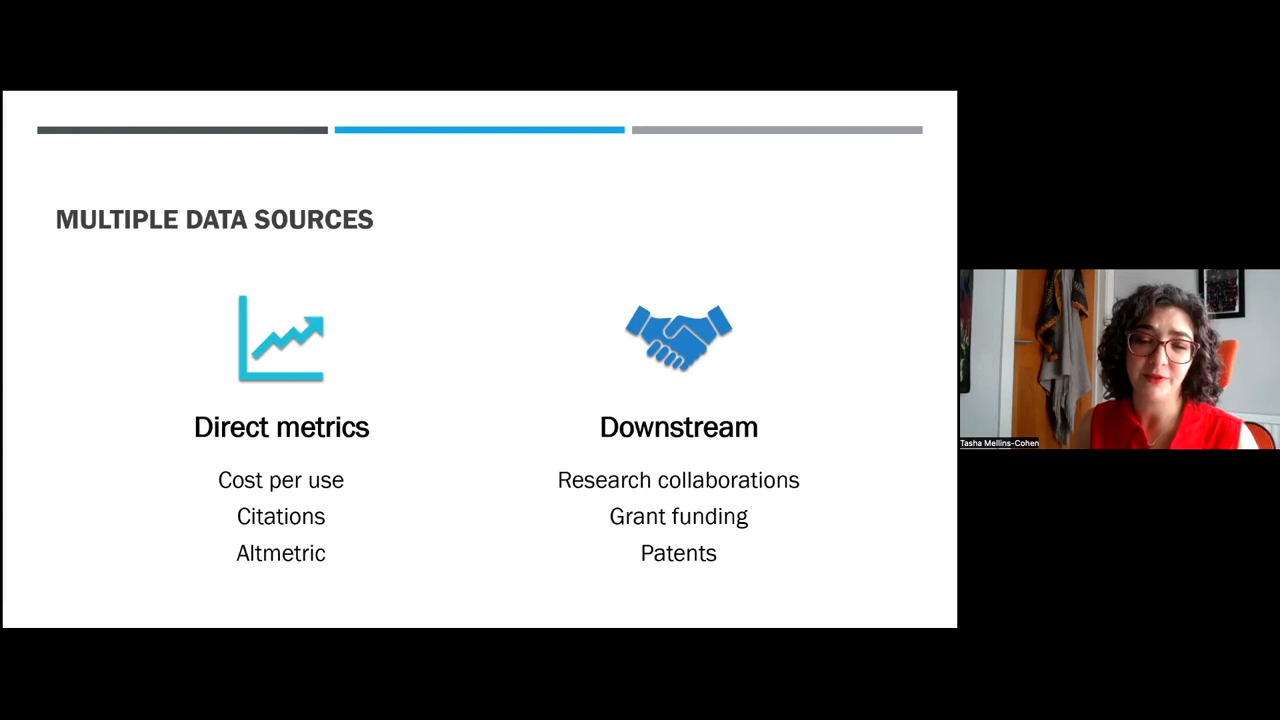 MULTIPLE DATA SOURCES
Direct metrics
Cost per use
Citations
Altmetric
Downstream
Research collaborations
Grant funding
Patents
Tasha Mellins-Cohen